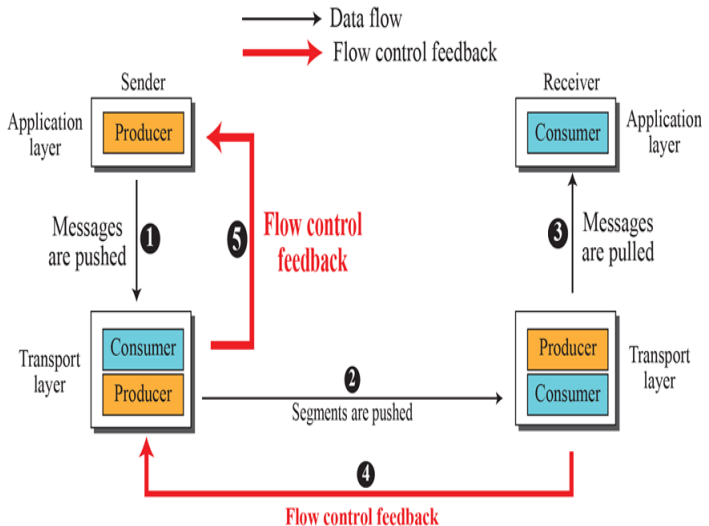 Data flow
Flow control feedback
Sender
Receiver
Application
layer
Producer
Consumer
Application
layer
Messages
are pushed
1
5
Flow control
feedback
3
Messages
are pulled
Transport
layer
Consumer
Producer
2
Segments are pushed
Producer
Consumer
Transport
layer
4
Flow control feedback